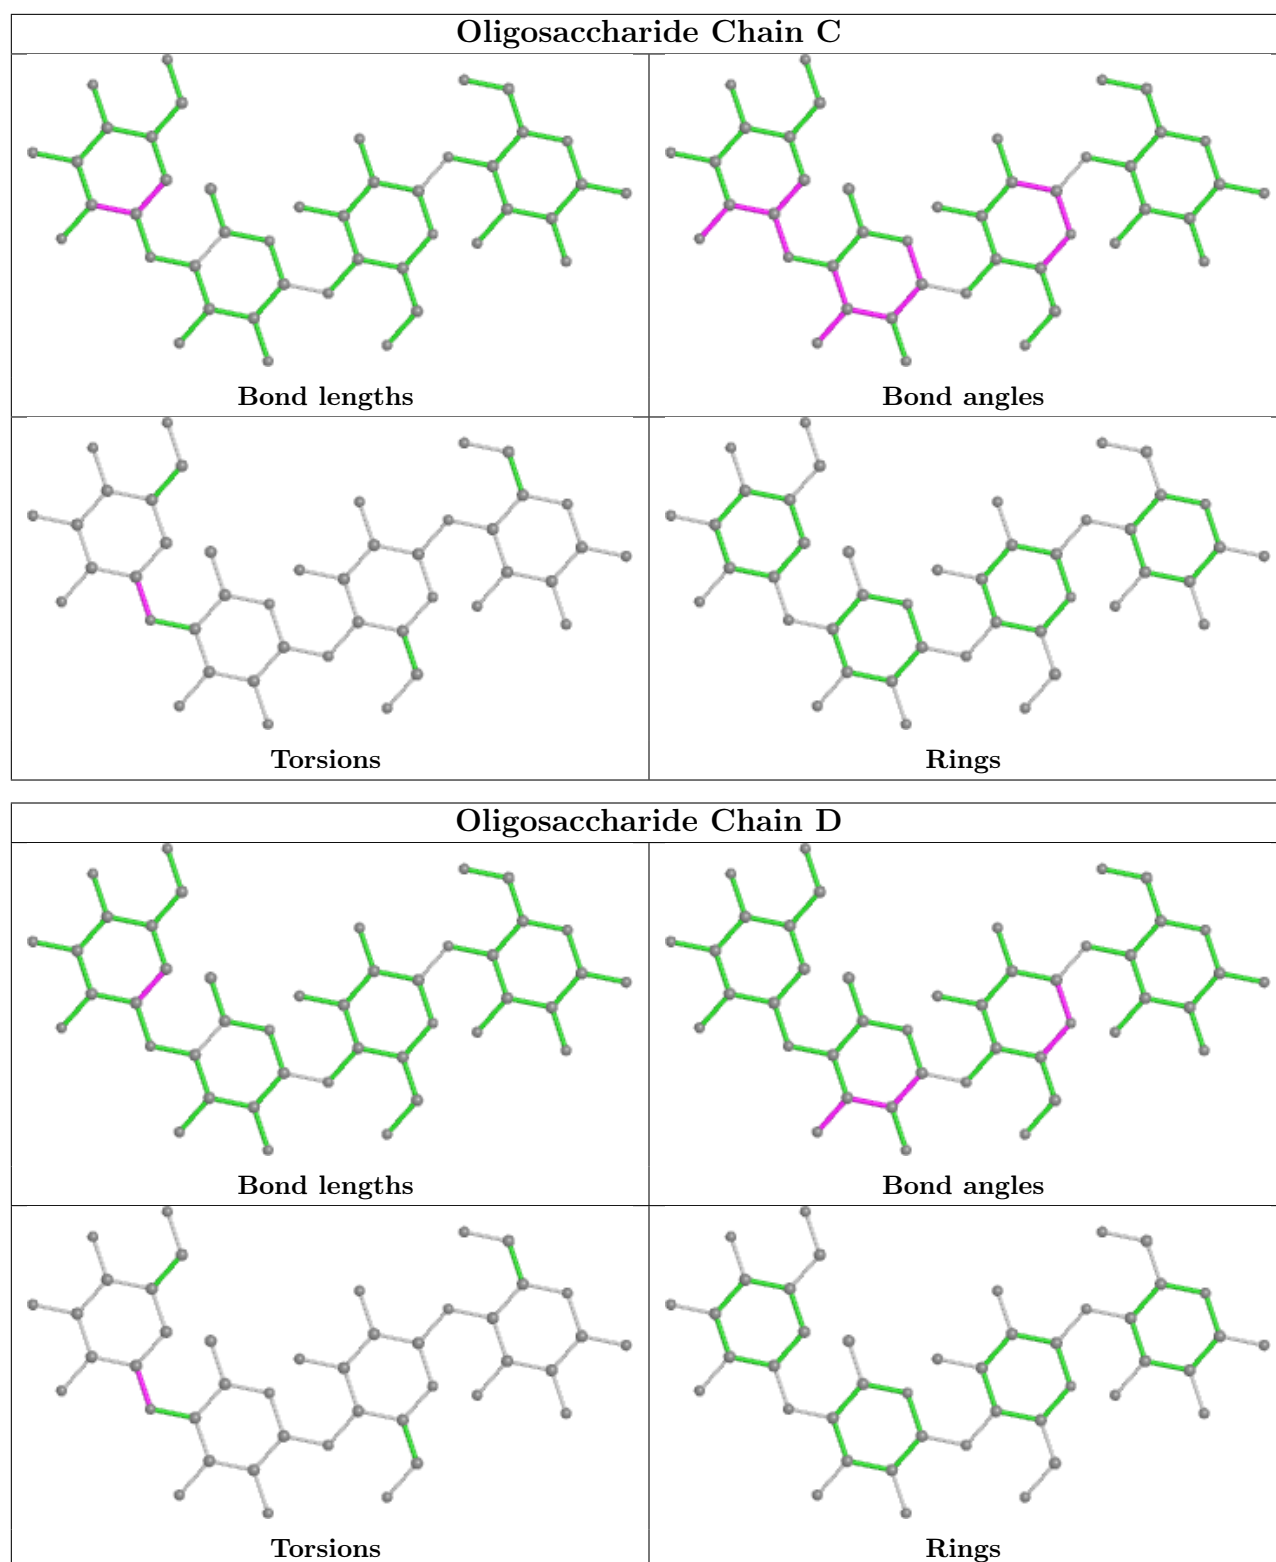 Oligosaccharide Chain C
Bond lengths
Bond angles
Torsions
Rings
Oligosaccharide Chain D
Bond lengths
Bond angles
Torsions
Rings